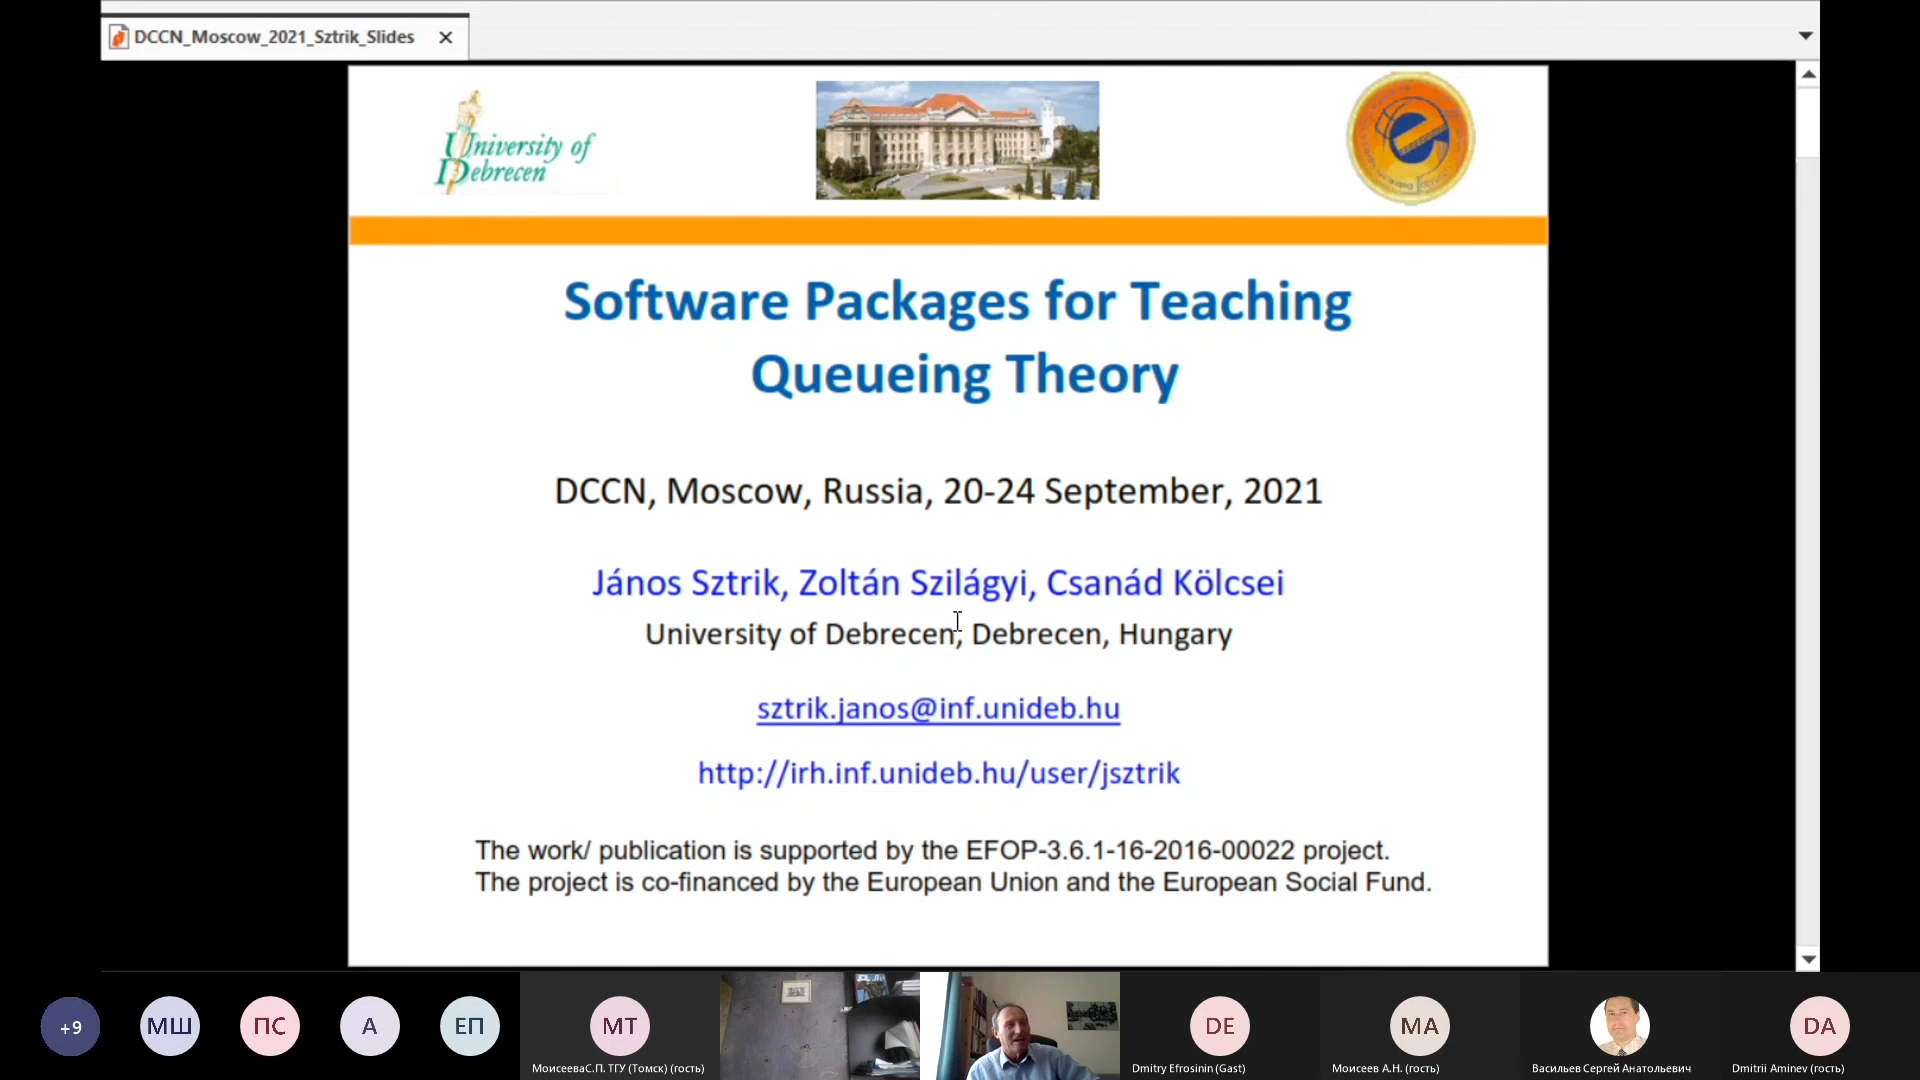 DCCN_Moscow_2021_Sztrik_Slides
University of
Debrecen
Software Packages for Teaching
Queueing Theory
DCCN, Moscow, Russia, 20-24 September, 2021
János Sztrik, Zoltán Szilágyi, Csanád Kölcsei
University of Debrecen, Debrecen, Hungary
sztrik.janos@inf.unideb.hu
http://irh.inf.unideb.hu/user/jsztrik
The work/ publication is supported by the EFOP-3.6.1-16-2016-00022 project.
The project is co-financed by the European Union and the European Social Fund.
+9
МШ
ПС
А
ЕП
МТ
DE
МА
DA
МоисееваС.П. ТГУ (Томск) (гость)
Dmitry Efrosinin (Gast)
Моисеев А.Н. (гость)
Васильев Сергей Анатольевич
Dmitrii Aminev (гость)